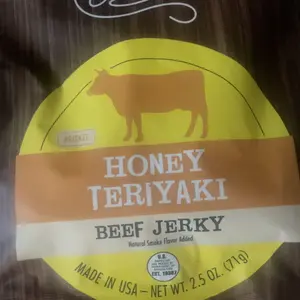 HONEY
TERIYAKI
BEEF JERKY
Natural Smoke Flavor Added
U.S.
MADE IN USA—NET WT. 2.5 OZ. (71g)